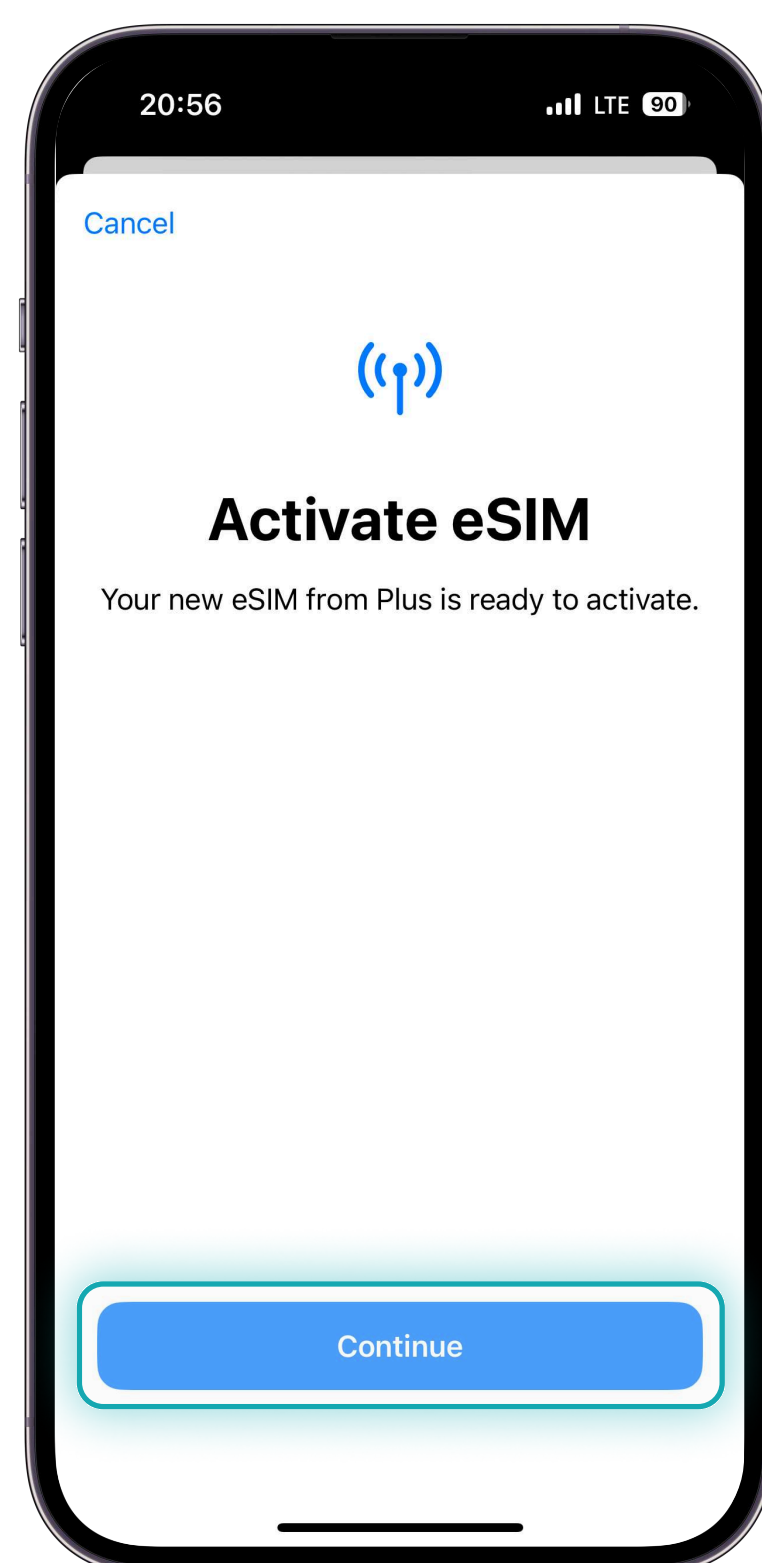 20:56 LTE 90
Cancel
Activate eSIM
Your new eSIM from Plus is ready to activate.
Continue